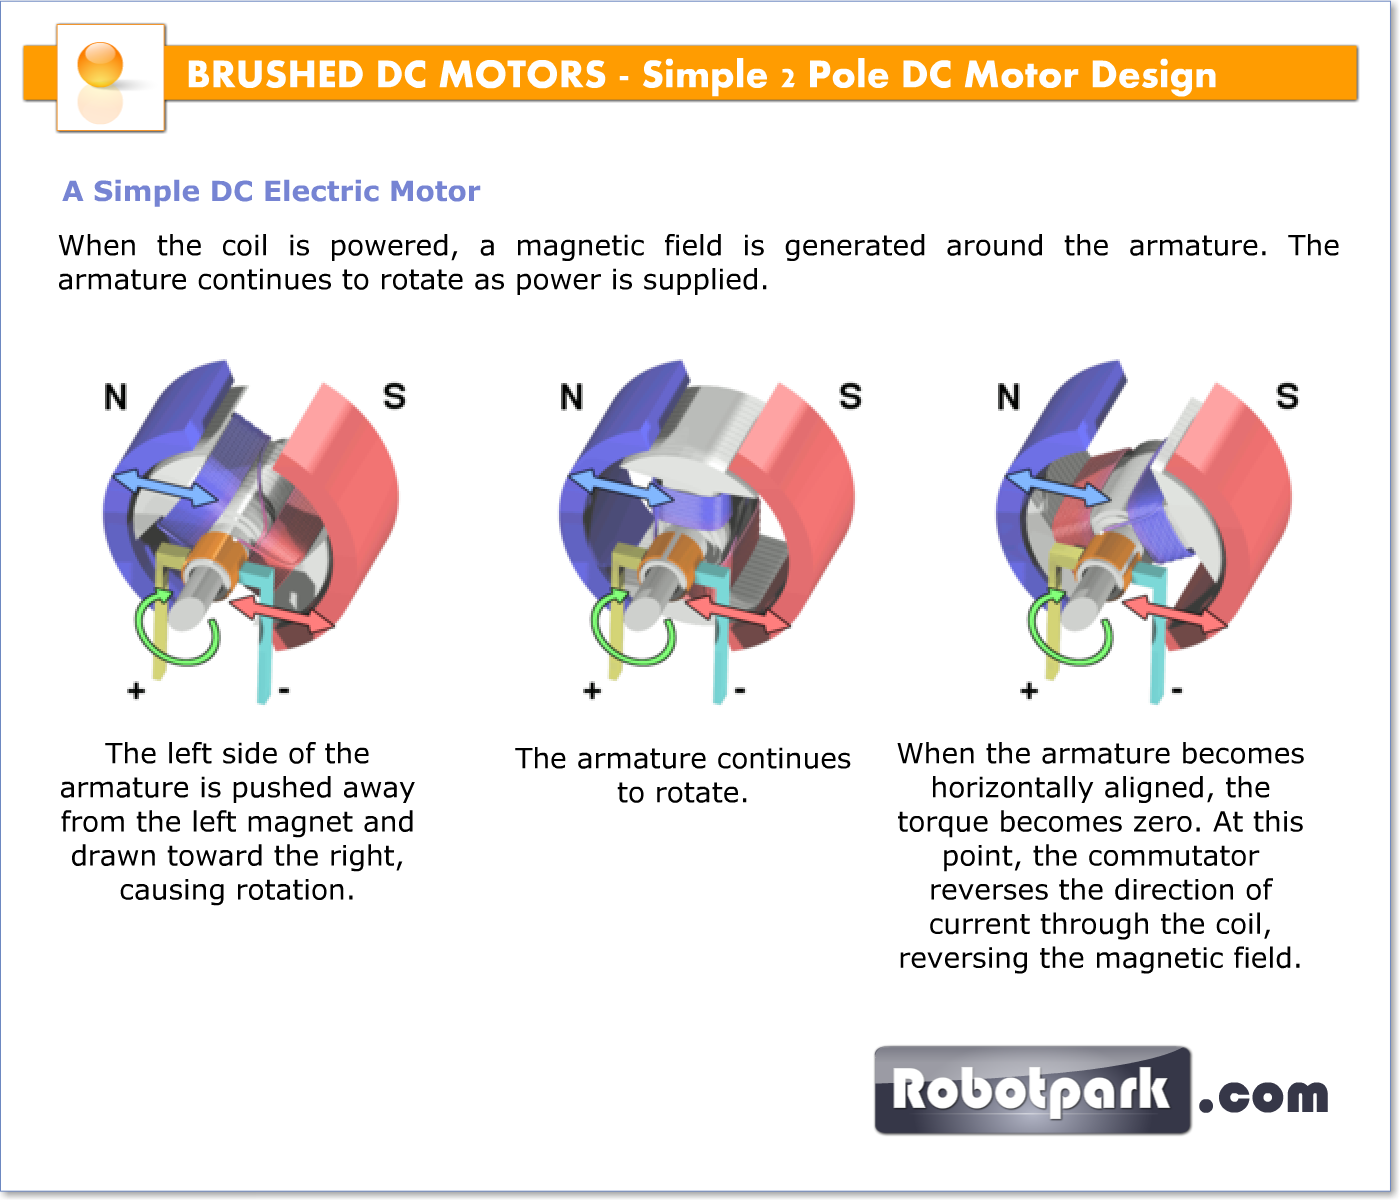 BRUSHED DC MOTORS - Simple 2 Pole DC Motor Design
A Simple DC Electric Motor
When the coil is powered, a magnetic field is generated around the armature. The
armature continues to rotate as power is supplied.
N S
+ -
The left side of the
armature is pushed away
from the left magnet and
drawn toward the right,
causing rotation.
N S
+ -
The armature continues
to rotate.
N S
+ -
When the armature becomes
horizontally aligned, the
torque becomes zero. At this
point, the commutator
reverses the direction of
current through the coil,
reversing the magnetic field.
Robotpark.com